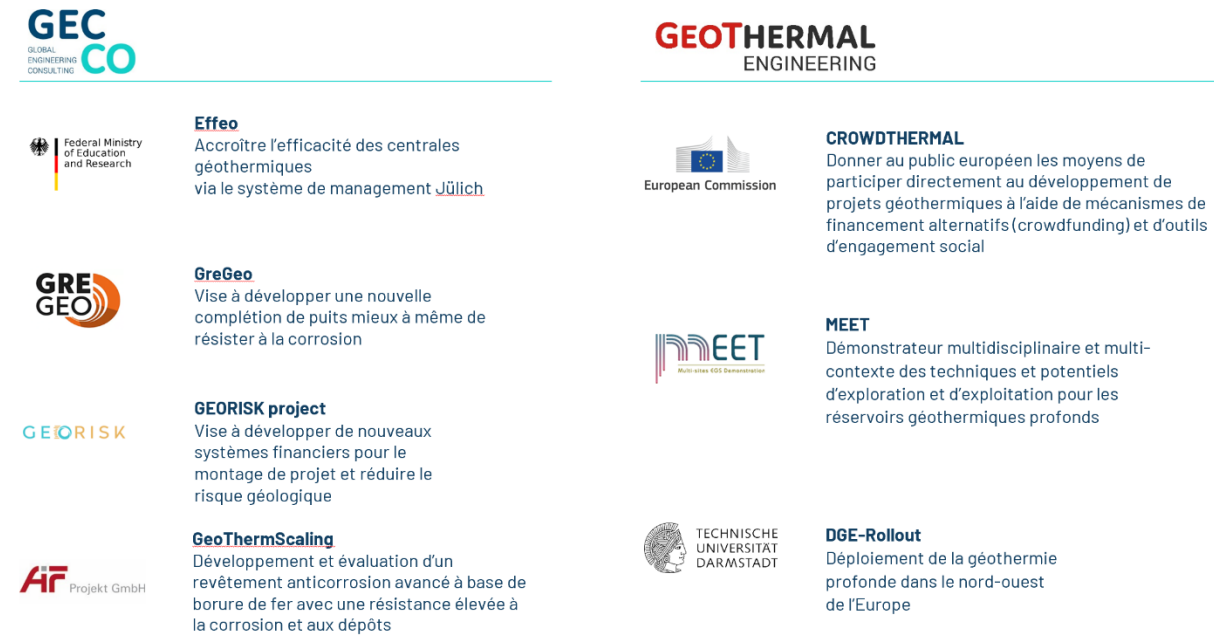 GEC
CO
GLOBAL
ENGINEERING
CONSULTING
Federal Ministry
of Education
and Research
Effeo
Accroître l’efficacité des centrales
géothermiques
via le système de management Jülich
GRE
GEO
GreGeo
Vise à développer une nouvelle
complétion de puits mieux à même de
résister à la corrosion
GEORISK
GEORISK project
Vise à développer de nouveaux
systèmes financiers pour le
montage de projet et réduire le
risque géologique
AiF Projekt GmbH
GeoThermScaling
Développement et évaluation d’un
revêtement anticorrosion avancé à base de
borure de fer avec une résistance élevée à
la corrosion et aux dépôts
GEOTHERMAL
ENGINEERING
European Commission
CROWDTHERMAL
Donner au public européen les moyens de
participer directement au développement de
projets géothermiques à l’aide de mécanismes de
financement alternatifs (crowdfunding) et d’outils
d’engagement social
MEET
Multi-sites EGS Demonstration
MEET
Démonstrateur multidisciplinaire et multi-
contexte des techniques et potentiels
d’exploration et d’exploitation pour les
réservoirs géothermiques profonds
TECHNISCHE
UNIVERSITÄT
DARMSTADT
DGE-Rollout
Déploiement de la géothermie
profonde dans le nord-ouest
de l’Europe